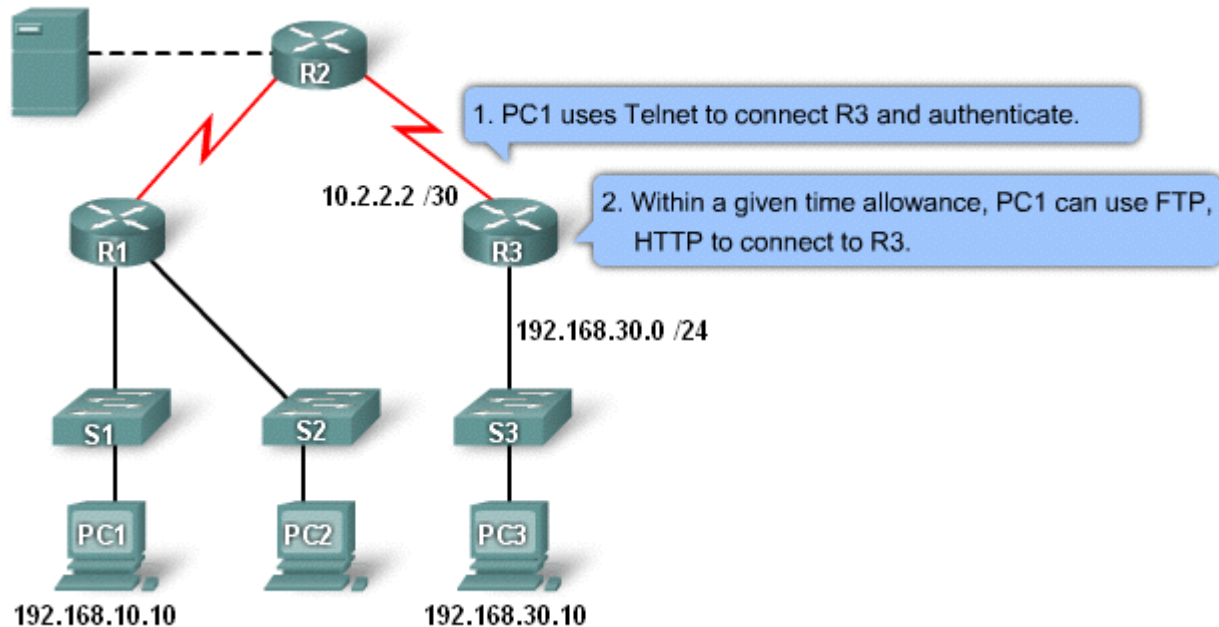 R2
1. PC1 uses Telnet to connect R3 and authenticate.
10.2.2.2 /30
2. Within a given time allowance, PC1 can use FTP,
HTTP to connect to R3.
R1
R3
192.168.30.0 /24
S1
S2
S3
PC1
PC2
PC3
192.168.10.10
192.168.30.10